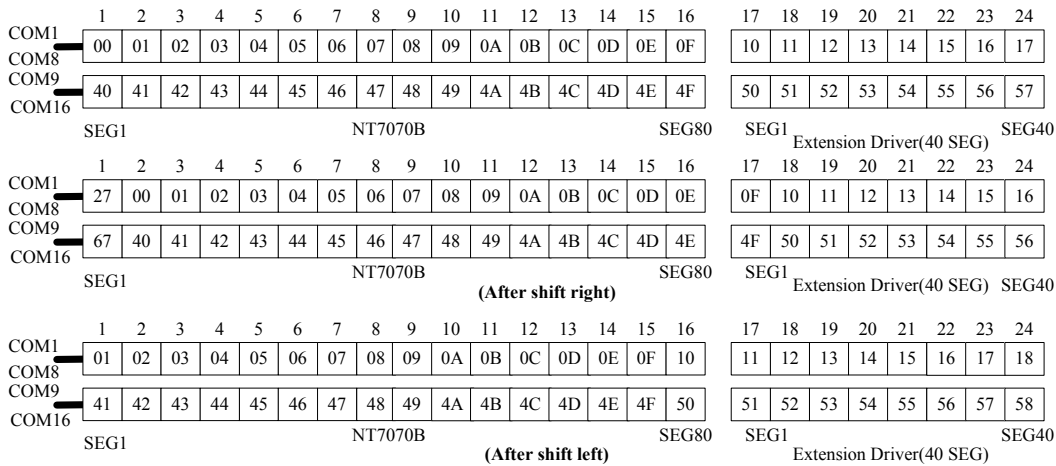 1 2 3 4 5 6 7 8 9 10 11 12 13 14 15 16 17 18 19 20 21 22 23 24
COM1
COM8
00 01 02 03 04 05 06 07 08 09 0A 0B 0C 0D 0E 0F 10 11 12 13 14 15 16 17
COM9
COM16
40 41 42 43 44 45 46 47 48 49 4A 4B 4C 4D 4E 4F 50 51 52 53 54 55 56 57
SEG1 NT7070B SEG80 SEG1 Extension Driver(40 SEG) SEG40
1 2 3 4 5 6 7 8 9 10 11 12 13 14 15 16 17 18 19 20 21 22 23 24
COM1
COM8
27 00 01 02 03 04 05 06 07 08 09 0A 0B 0C 0D 0E 0F 10 11 12 13 14 15 16
COM9
COM16
67 40 41 42 43 44 45 46 47 48 49 4A 4B 4C 4D 4E 4F 50 51 52 53 54 55 56
SEG1 NT7070B SEG80 SEG1 Extension Driver(40 SEG) SEG40
(After shift right)
1 2 3 4 5 6 7 8 9 10 11 12 13 14 15 16 17 18 19 20 21 22 23 24
COM1
COM8
01 02 03 04 05 06 07 08 09 0A 0B 0C 0D 0E 0F 10 11 12 13 14 15 16 17 18
COM9
COM16
41 42 43 44 45 46 47 48 49 4A 4B 4C 4D 4E 4F 50 51 52 53 54 55 56 57 58
SEG1 NT7070B SEG80 SEG1 SEG40
(After shift left) Extension Driver(40 SEG)